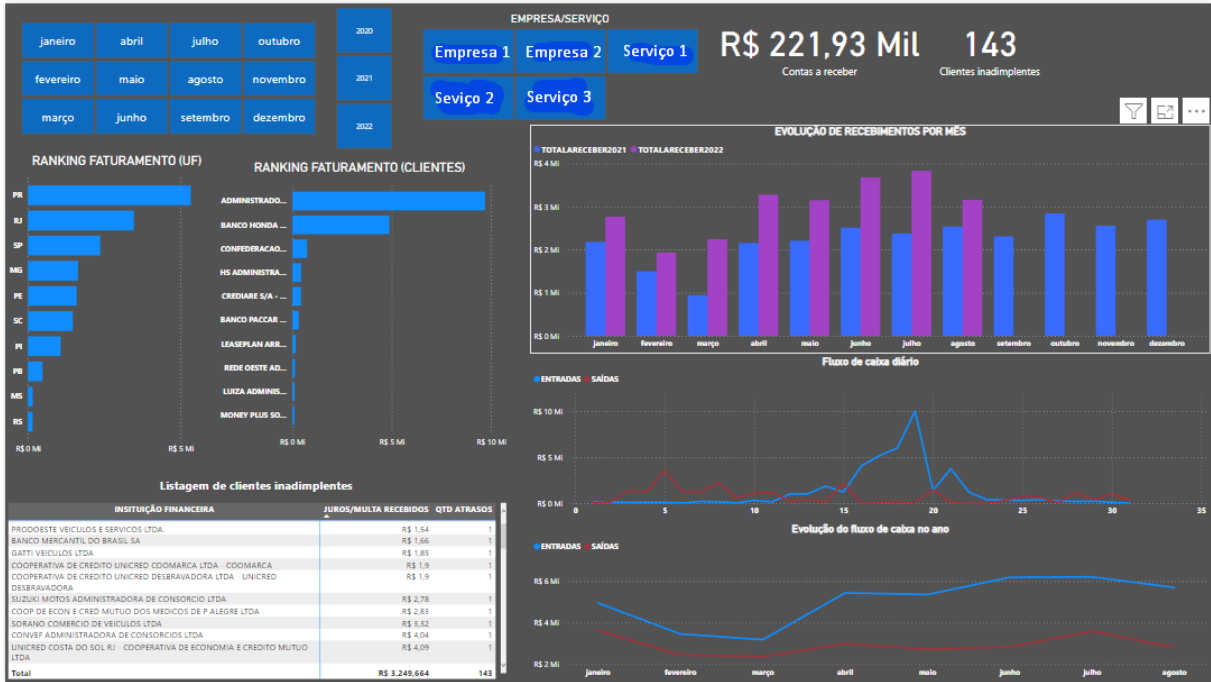 janeiro abril julho outubro
fevereiro maio agosto novembro
março junho setembro dezembro
2020
2021
2022
EMPRESA/SERVIÇO
Empresa 1 Empresa 2 Serviço 1
Seviço 2 Serviço 3
R$ 221,93 Mil
Contas a receber
143
Clientes inadimplentes
RANKING FATURAMENTO (UF)
PR
RJ
SP
MG
PE
SC
PI
PB
MS
RS
R$ 0 Mi R$ 5 Mi
RANKING FATURAMENTO (CLIENTES)
ADMINISTRADO...
BANCO HONDA ...
CONFEDERACAO...
HS ADMINISTRA...
CREDIARE S/A - ...
BANCO PACCAR ...
LEASEPLAN ARR...
REDE OESTE AD...
LUIZA ADMINIS...
MONEY PLUS SO...
R$ 0 Mi R$ 5 Mi R$ 10 Mi
EVOLUÇÃO DE RECEBIMENTOS POR MÊS
TOTALARECEBER2021 TOTALARECEBER2022
R$ 4 Mi
R$ 3 Mi
R$ 2 Mi
R$ 1 Mi
R$ 0 Mi
janeiro fevereiro março abril maio junho julho agosto setembro outubro novembro dezembro
Fluxo de caixa diário
ENTRADAS SAÍDAS
R$ 10 Mi
R$ 5 Mi
R$ 0 Mi
0 5 10 15 20 25 30 35
Evolução do fluxo de caixa no ano
ENTRADAS SAÍDAS
R$ 6 Mi
R$ 4 Mi
R$ 2 Mi
janeiro fevereiro março abril maio junho julho agosto
Listagem de clientes inadimplentes
INSITUIÇÃO FINANCEIRA JUROS/MULTA RECEBIDOS QTD ATRASOS
PRODOESTE VEICULOS E SERVICOS LTDA. R$ 1,54 1
BANCO MERCANTIL DO BRASIL SA R$ 1,66 1
GATTI VEICULOS LTDA R$ 1,85 1
COOPERATIVA DE CREDITO UNICRED COOMARCA LTDA - COOMARCA R$ 1,9 1
COOPERATIVA DE CREDITO UNICRED DESBRAVADORA LTDA - UNICRED R$ 1,9 1
DESBRAVADORA
SUZUKI MOTOS ADMINISTRADORA DE CONSORCIO LTDA R$ 2,78 1
COOP DE ECON E CRED MUTUO DOS MEDICOS DE P ALEGRE LTDA R$ 2,83 1
SORANO COMERCIO DE VEICULOS LTDA R$ 3,32 1
CONVEF ADMINISTRADORA DE CONSORCIOS LTDA R$ 4,04 1
UNICRED COSTA DO SOL RJ - COOPERATIVA DE ECONOMIA E CREDITO MUTUO R$ 4,09 1
LTDA
Total R$ 3.249,664 143